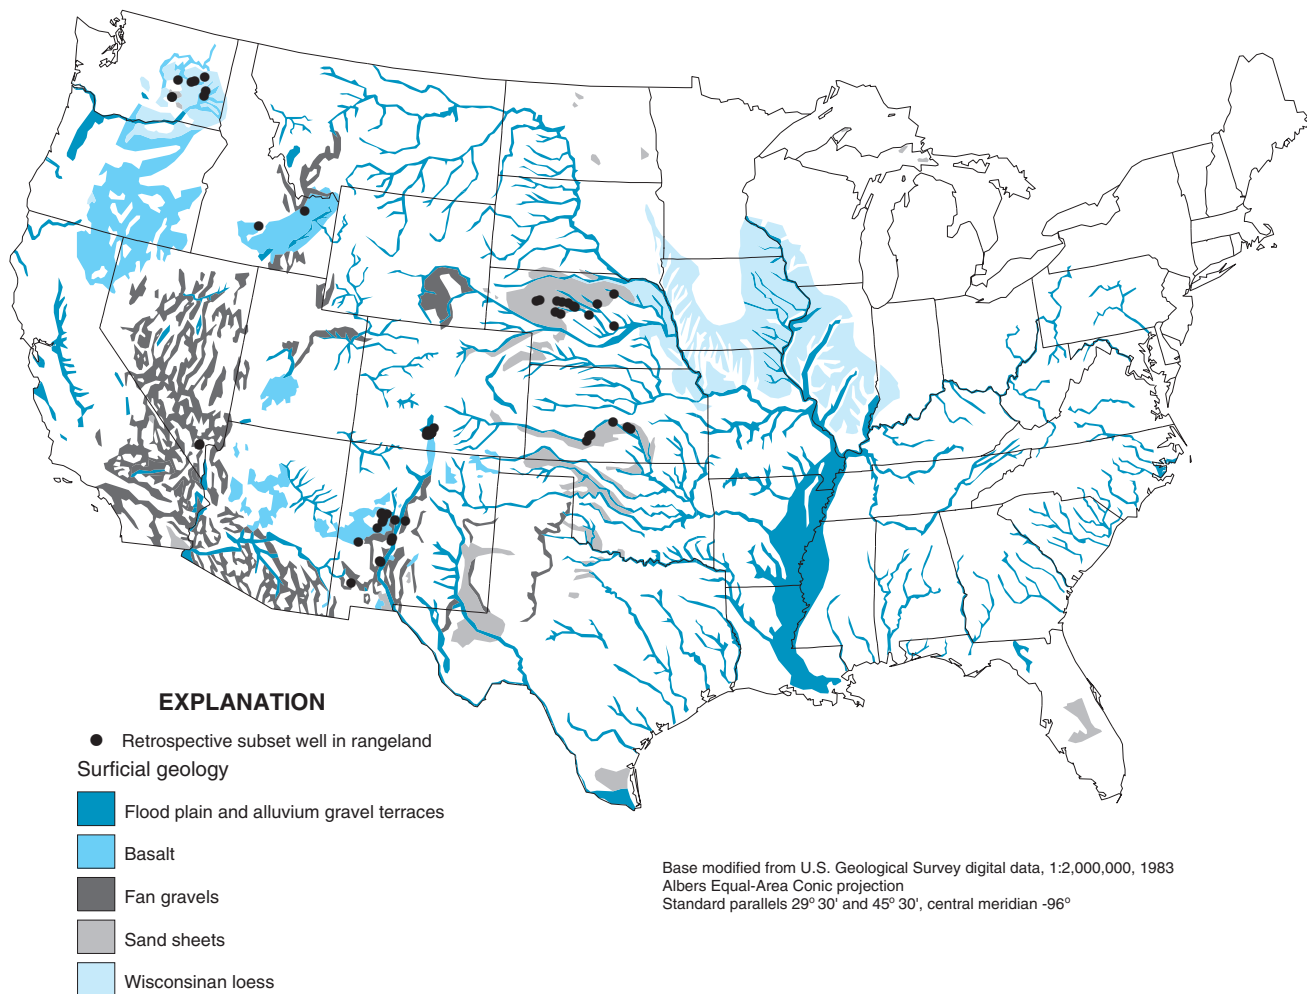 EXPLANATION
Retrospective subset well in rangeland
Surficial geology
Flood plain and alluvium gravel terraces
Basalt
Fan gravels
Sand sheets
Wisconsinan loess
Base modified from U.S. Geological Survey digital data, 1:2,000,000, 1983
Albers Equal-Area Conic projection
Standard parallels 29° 30' and 45° 30', central meridian -96°